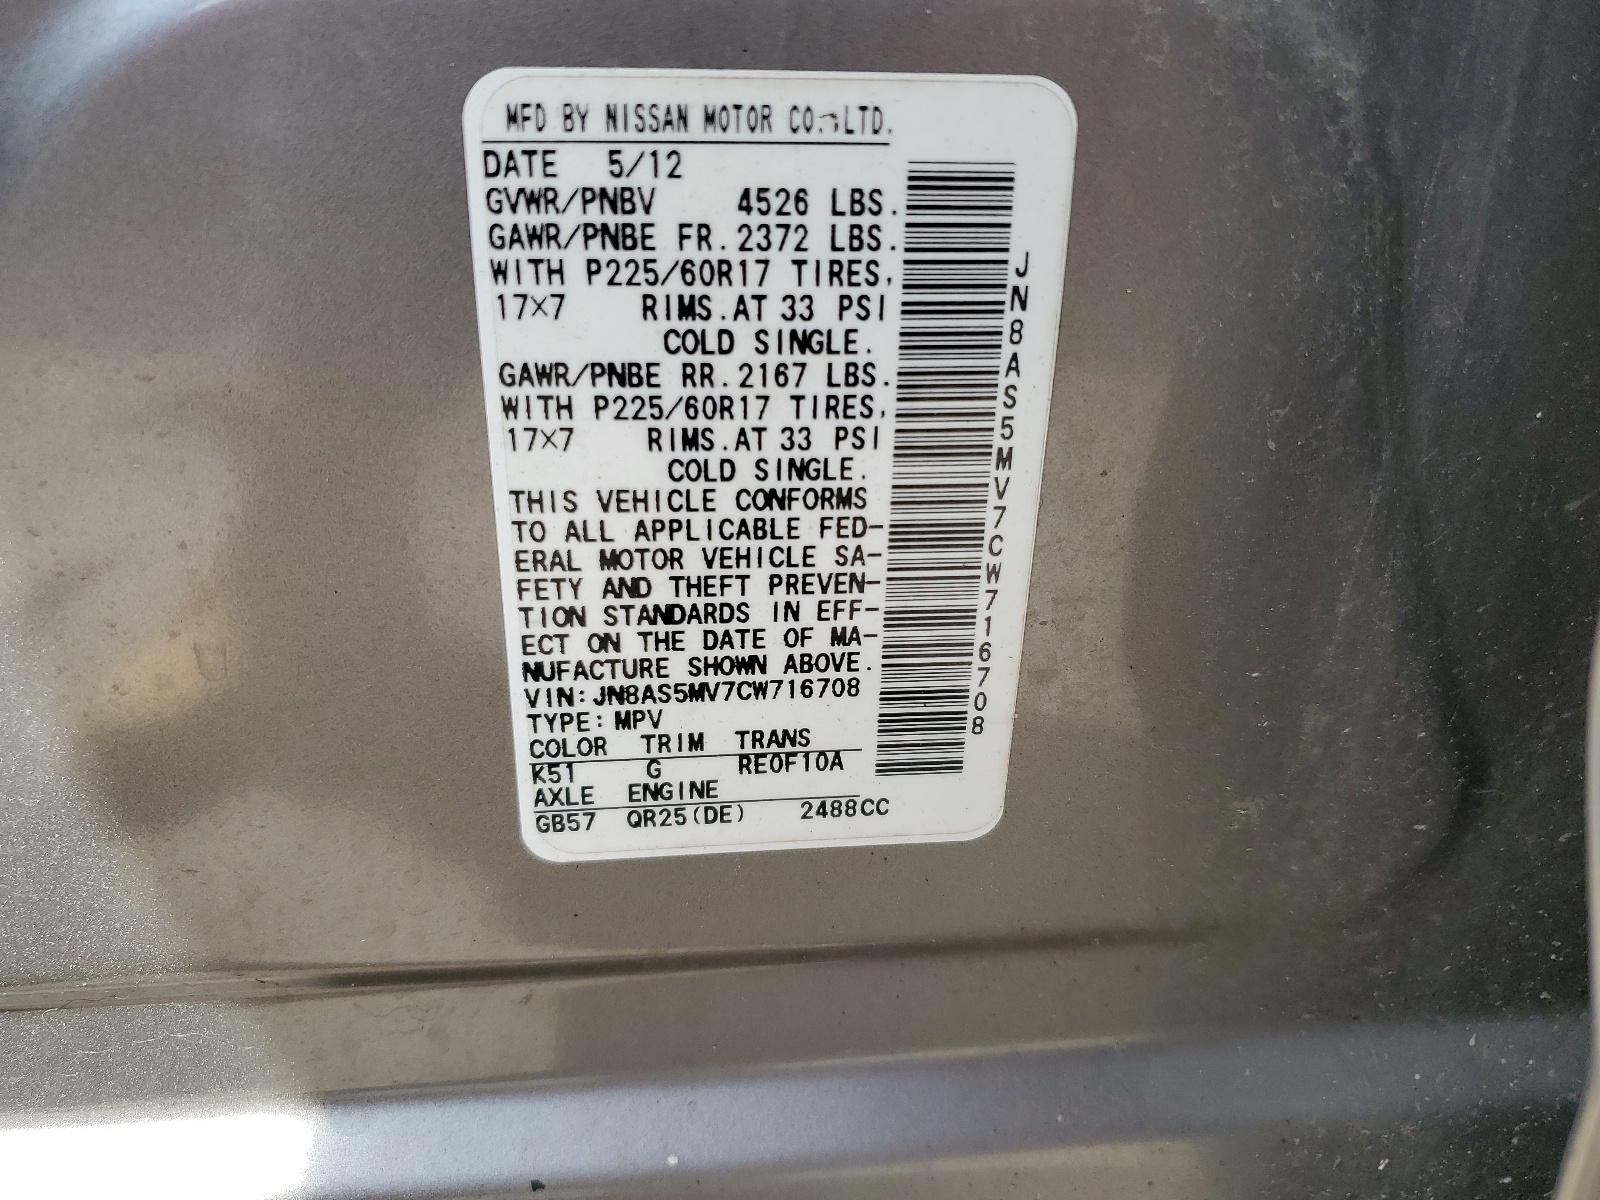 MFD BY NISSAN MOTOR CO.,LTD.
DATE 5/12
GVWR/PNBV 4526 LBS.
GAWR/PNBE FR. 2372 LBS.
WITH P225/60R17 TIRES,
17×7 RIMS. AT 33 PSI
COLD SINGLE.
GAWR/PNBE RR. 2167 LBS.
WITH P225/60R17 TIRES,
17×7 RIMS. AT 33 PSI
COLD SINGLE.
THIS VEHICLE CONFORMS
TO ALL APPLICABLE FED-
ERAL MOTOR VEHICLE SA-
FETY AND THEFT PREVEN-
TION STANDARDS IN EFF-
ECT ON THE DATE OF MA-
NUFACTURE SHOWN ABOVE.
VIN: JN8AS5MV7CW716708
TYPE: MPV
COLOR TRIM TRANS
K51 G RE0F10A
AXLE ENGINE
GB57 QR25(DE) 2488CC
JN8AS5MV7CW716708